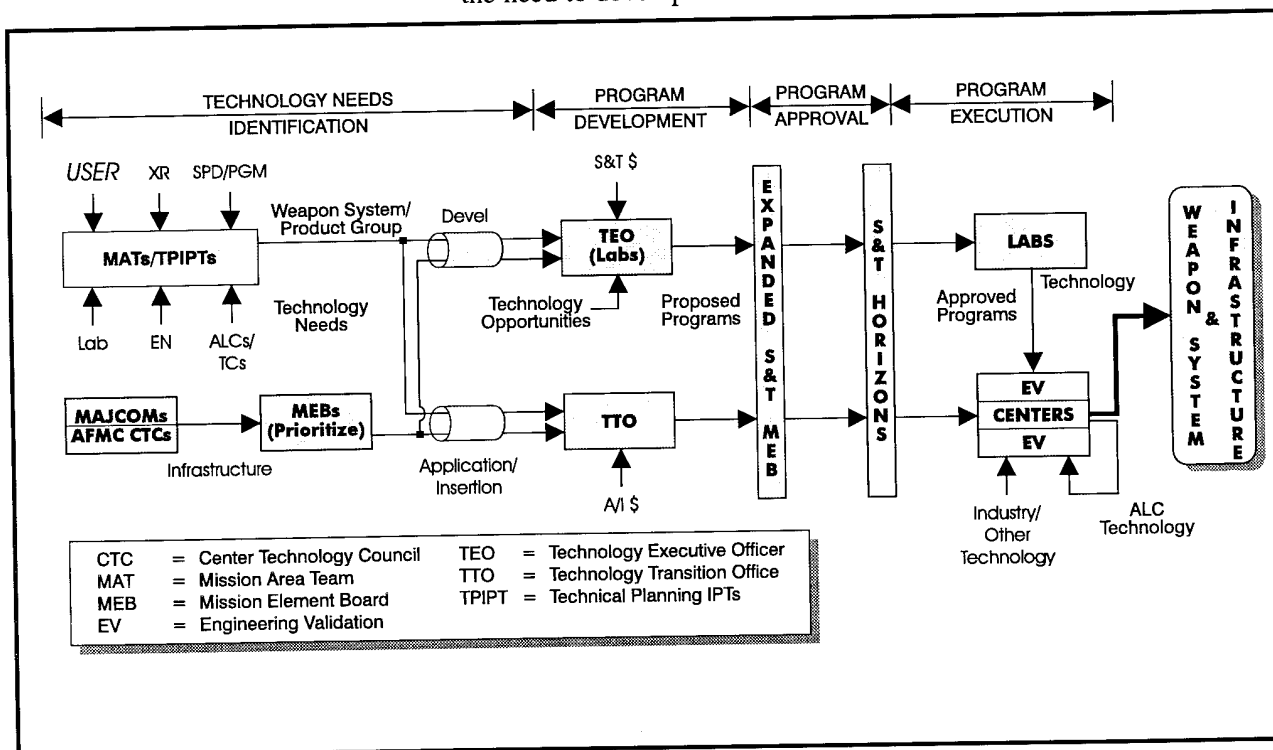 the need to develop
TECHNOLOGY NEEDS
IDENTIFICATION
PROGRAM
DEVELOPMENT
PROGRAM
APPROVAL
PROGRAM
EXECUTION
USER
XR
SPD/PGM
MATs/TPIPTs
Lab
EN
ALCs/
TCs
Weapon System/
Product Group
Technology
Needs
Devel
S&T $
TEO
(Labs)
Technology
Opportunities
Proposed
Programs
MAJCOMs
AFMC CTCs
Infrastructure
MEBs
(Prioritize)
Application/
Insertion
TTO
A/I $
EXPANDED S&T MEB
S&T HORIZONS
LABS
Approved
Programs
Technology
EV
CENTERS
EV
Industry/
Other
Technology
ALC
Technology
WEAPON SYSTEM
&
INFRASTRUCTURE
CTC = Center Technology Council
MAT = Mission Area Team
MEB = Mission Element Board
EV = Engineering Validation
TEO = Technology Executive Officer
TTO = Technology Transition Office
TPIPT = Technical Planning IPTs